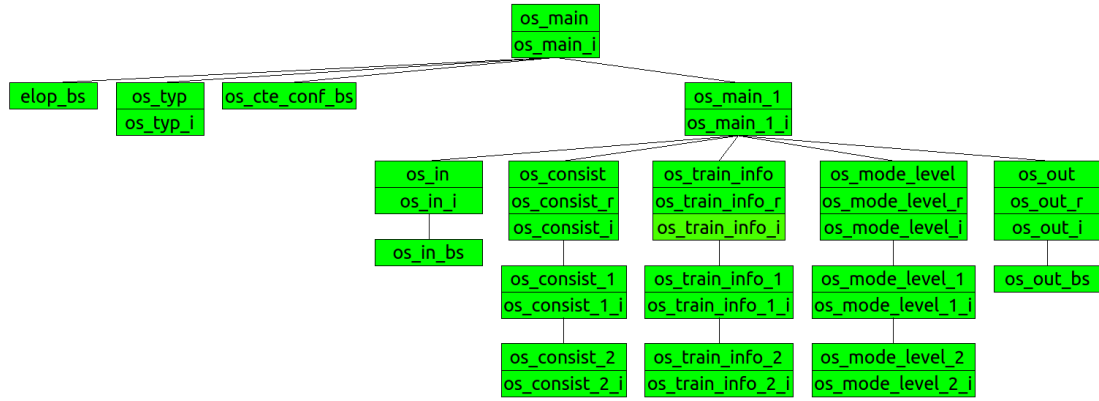 os_main
os_main_i
elop_bs
os_typ
os_typ_i
os_cte_conf_bs
os_main_1
os_main_1_i
os_in
os_in_i
os_in_bs
os_consist
os_consist_r
os_consist_i
os_consist_1
os_consist_1_i
os_consist_2
os_consist_2_i
os_train_info
os_train_info_r
os_train_info_i
os_train_info_1
os_train_info_1_i
os_train_info_2
os_train_info_2_i
os_mode_level
os_mode_level_r
os_mode_level_i
os_mode_level_1
os_mode_level_1_i
os_mode_level_2
os_mode_level_2_i
os_out
os_out_r
os_out_i
os_out_bs